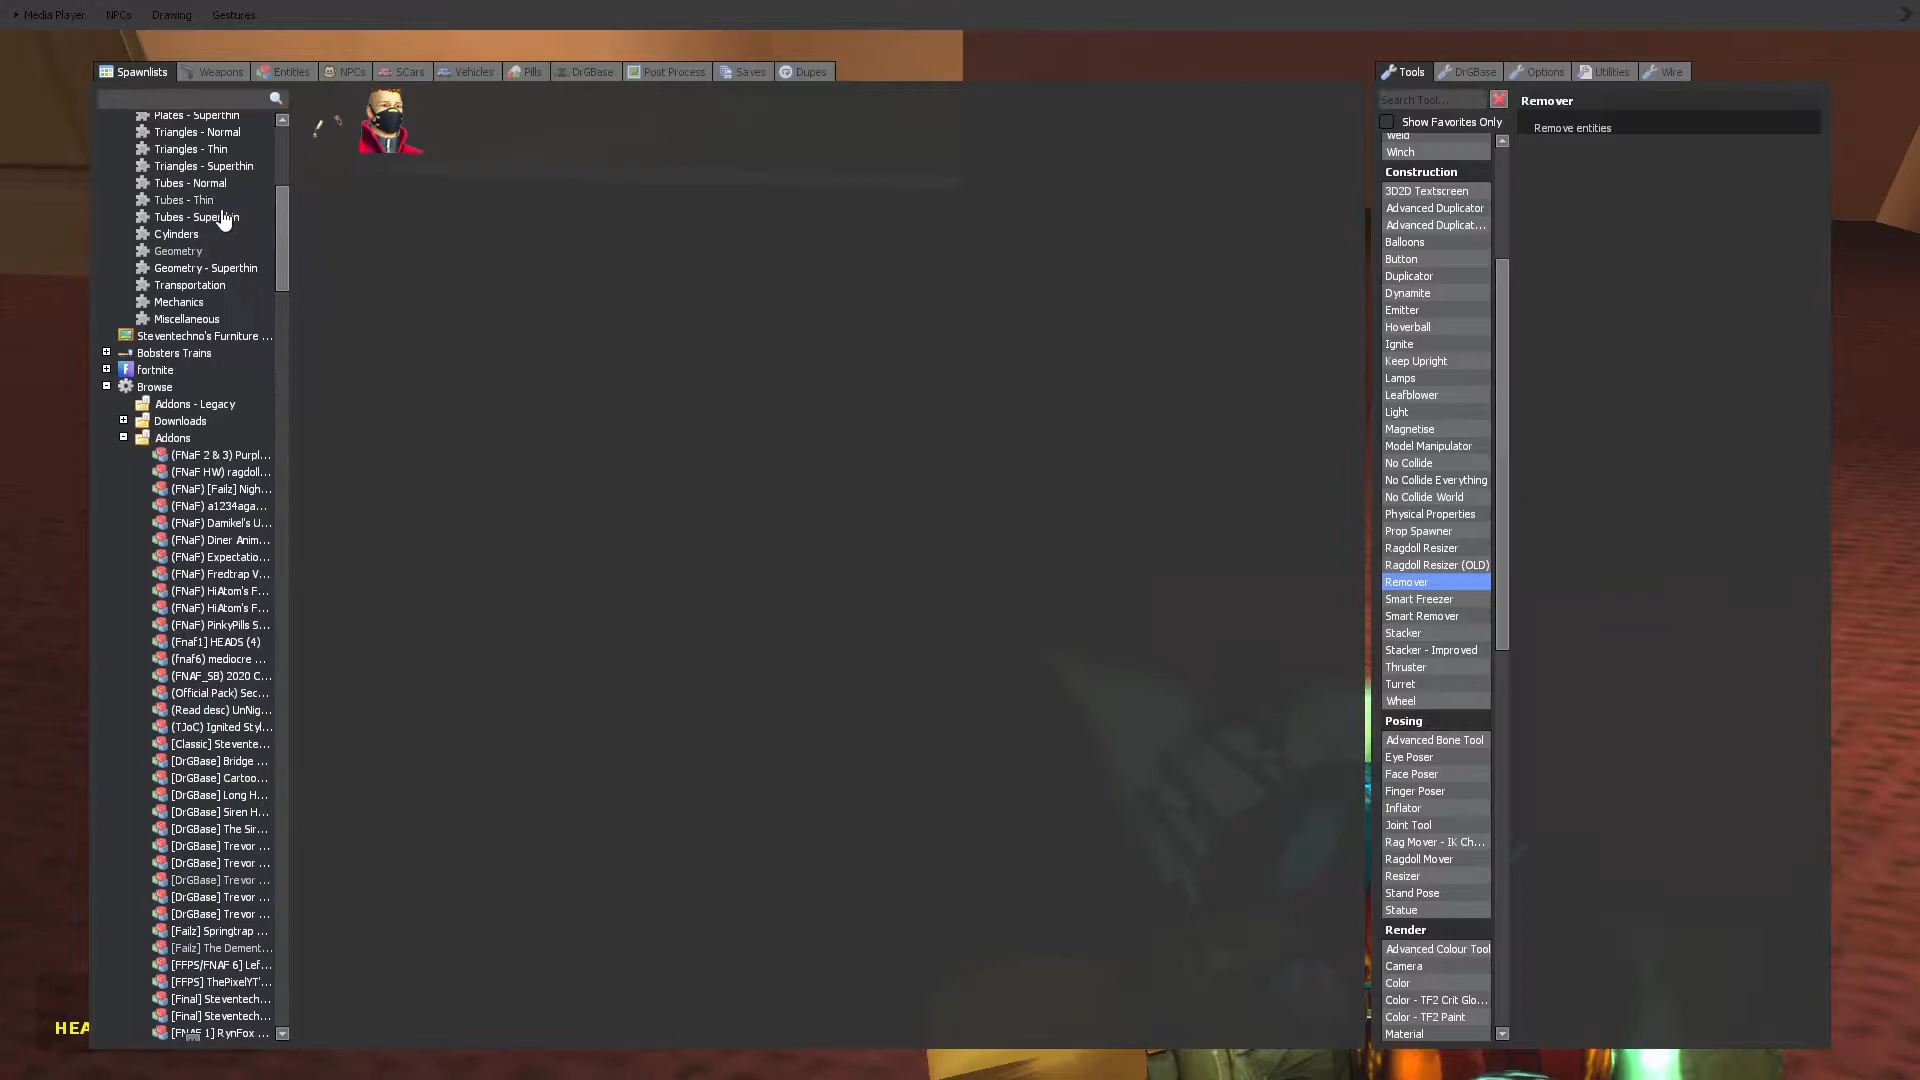 Media Player NPCs Drawing Gestures
Spawnlists Weapons Entities NPCs SCars Vehicles Pills DrGBase Post Process Saves Dupes
Plates - Superthin
Triangles - Normal
Triangles - Thin
Triangles - Superthin
Tubes - Normal
Tubes - Thin
Tubes - Superthin
Cylinders
Geometry
Geometry - Superthin
Transportation
Mechanics
Miscellaneous
Steventechno's Furniture ...
Bobsters Trains
fortnite
Browse
Addons - Legacy
Downloads
Addons
(FNaF 2 & 3) Purpl...
(FNaF HW) ragdoll...
(FNaF) [Failz] Nigh...
(FNaF) a1234aga...
(FNaF) Damikel's U...
(FNaF) Diner Anim...
(FNaF) Expectatio...
(FNaF) Fredtrap V...
(FNaF) HiAtom's F...
(FNaF) HiAtom's F...
(FNaF) PinkyPills S...
(Fnaf1] HEADS (4)
(fnaf6) mediocre ...
(FNAF_SB) 2020 C...
(Official Pack) Sec...
(Read desc) UnNig...
(TJoC) Ignited Styl...
[Classic] Stevente...
[DrGBase] Bridge ...
[DrGBase] Cartoo...
[DrGBase] Long H...
[DrGBase] Siren H...
[DrGBase] The Sir...
[DrGBase] Trevor ...
[DrGBase] Trevor ...
[DrGBase] Trevor ...
[DrGBase] Trevor ...
[DrGBase] Trevor ...
[Failz] Springtrap ...
[Failz] The Dement...
[FFPS/FNAF 6] Lef...
[FFPS] ThePixelYT'...
[Final] Steventech...
[Final] Steventech...
[FNAF 1] RynFox ...
HEA
Tools DrGBase Options Utilities Wire
Search Tool...
Show Favorites Only
Weld
Winch
Construction
3D2D Textscreen
Advanced Duplicator
Advanced Duplicat...
Balloons
Button
Duplicator
Dynamite
Emitter
Hoverball
Ignite
Keep Upright
Lamps
Leafblower
Light
Magnetise
Model Manipulator
No Collide
No Collide Everything
No Collide World
Physical Properties
Prop Spawner
Ragdoll Resizer
Ragdoll Resizer (OLD)
Remover
Smart Freezer
Smart Remover
Stacker
Stacker - Improved
Thruster
Turret
Wheel
Posing
Advanced Bone Tool
Eye Poser
Face Poser
Finger Poser
Inflator
Joint Tool
Rag Mover - IK Ch...
Ragdoll Mover
Resizer
Stand Pose
Statue
Render
Advanced Colour Tool
Camera
Color
Color - TF2 Crit Glo...
Color - TF2 Paint
Material
Remover
Remove entities